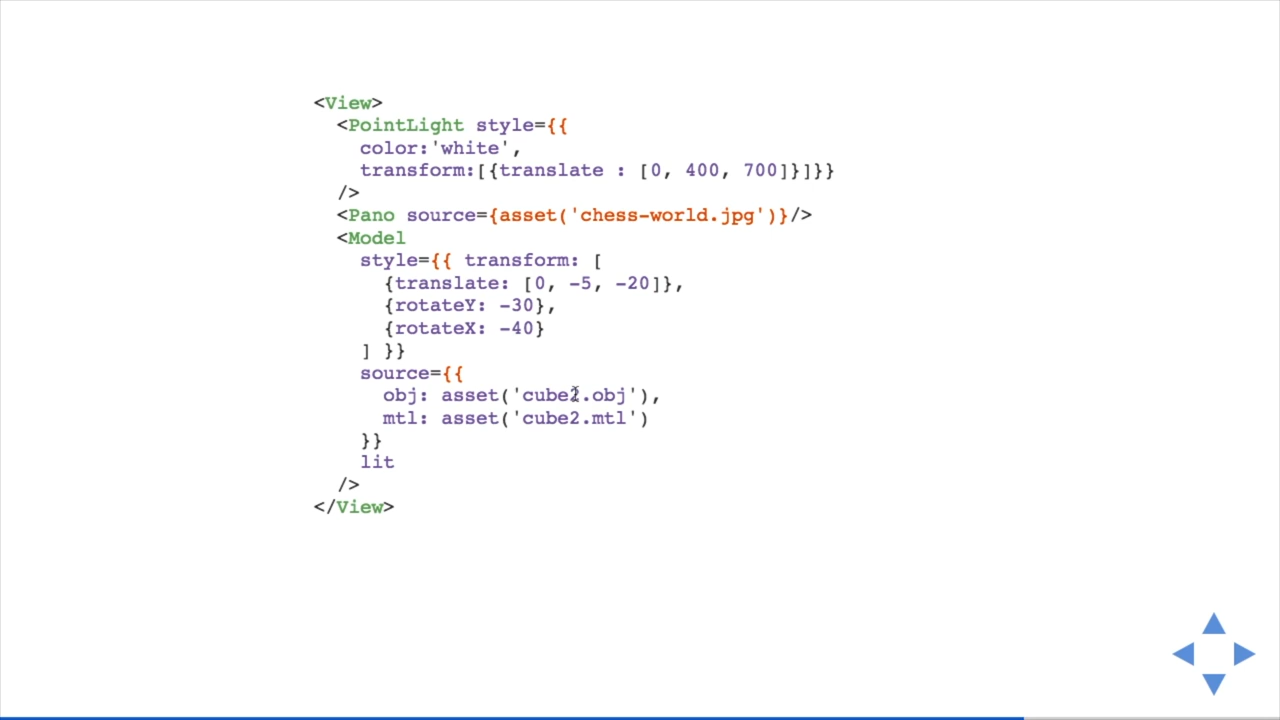 <View>
<PointLight style={{
color:'white',
transform:[{translate : [0, 400, 700]}]}}
/>
<Pano source={asset('chess-world.jpg')}/>
<Model
style={{ transform: [
{translate: [0, -5, -20]},
{rotateY: -30},
{rotateX: -40}
] }}
source={{
obj: asset('cube2.obj'),
mtl: asset('cube2.mtl')
}}
lit
/>
</View>